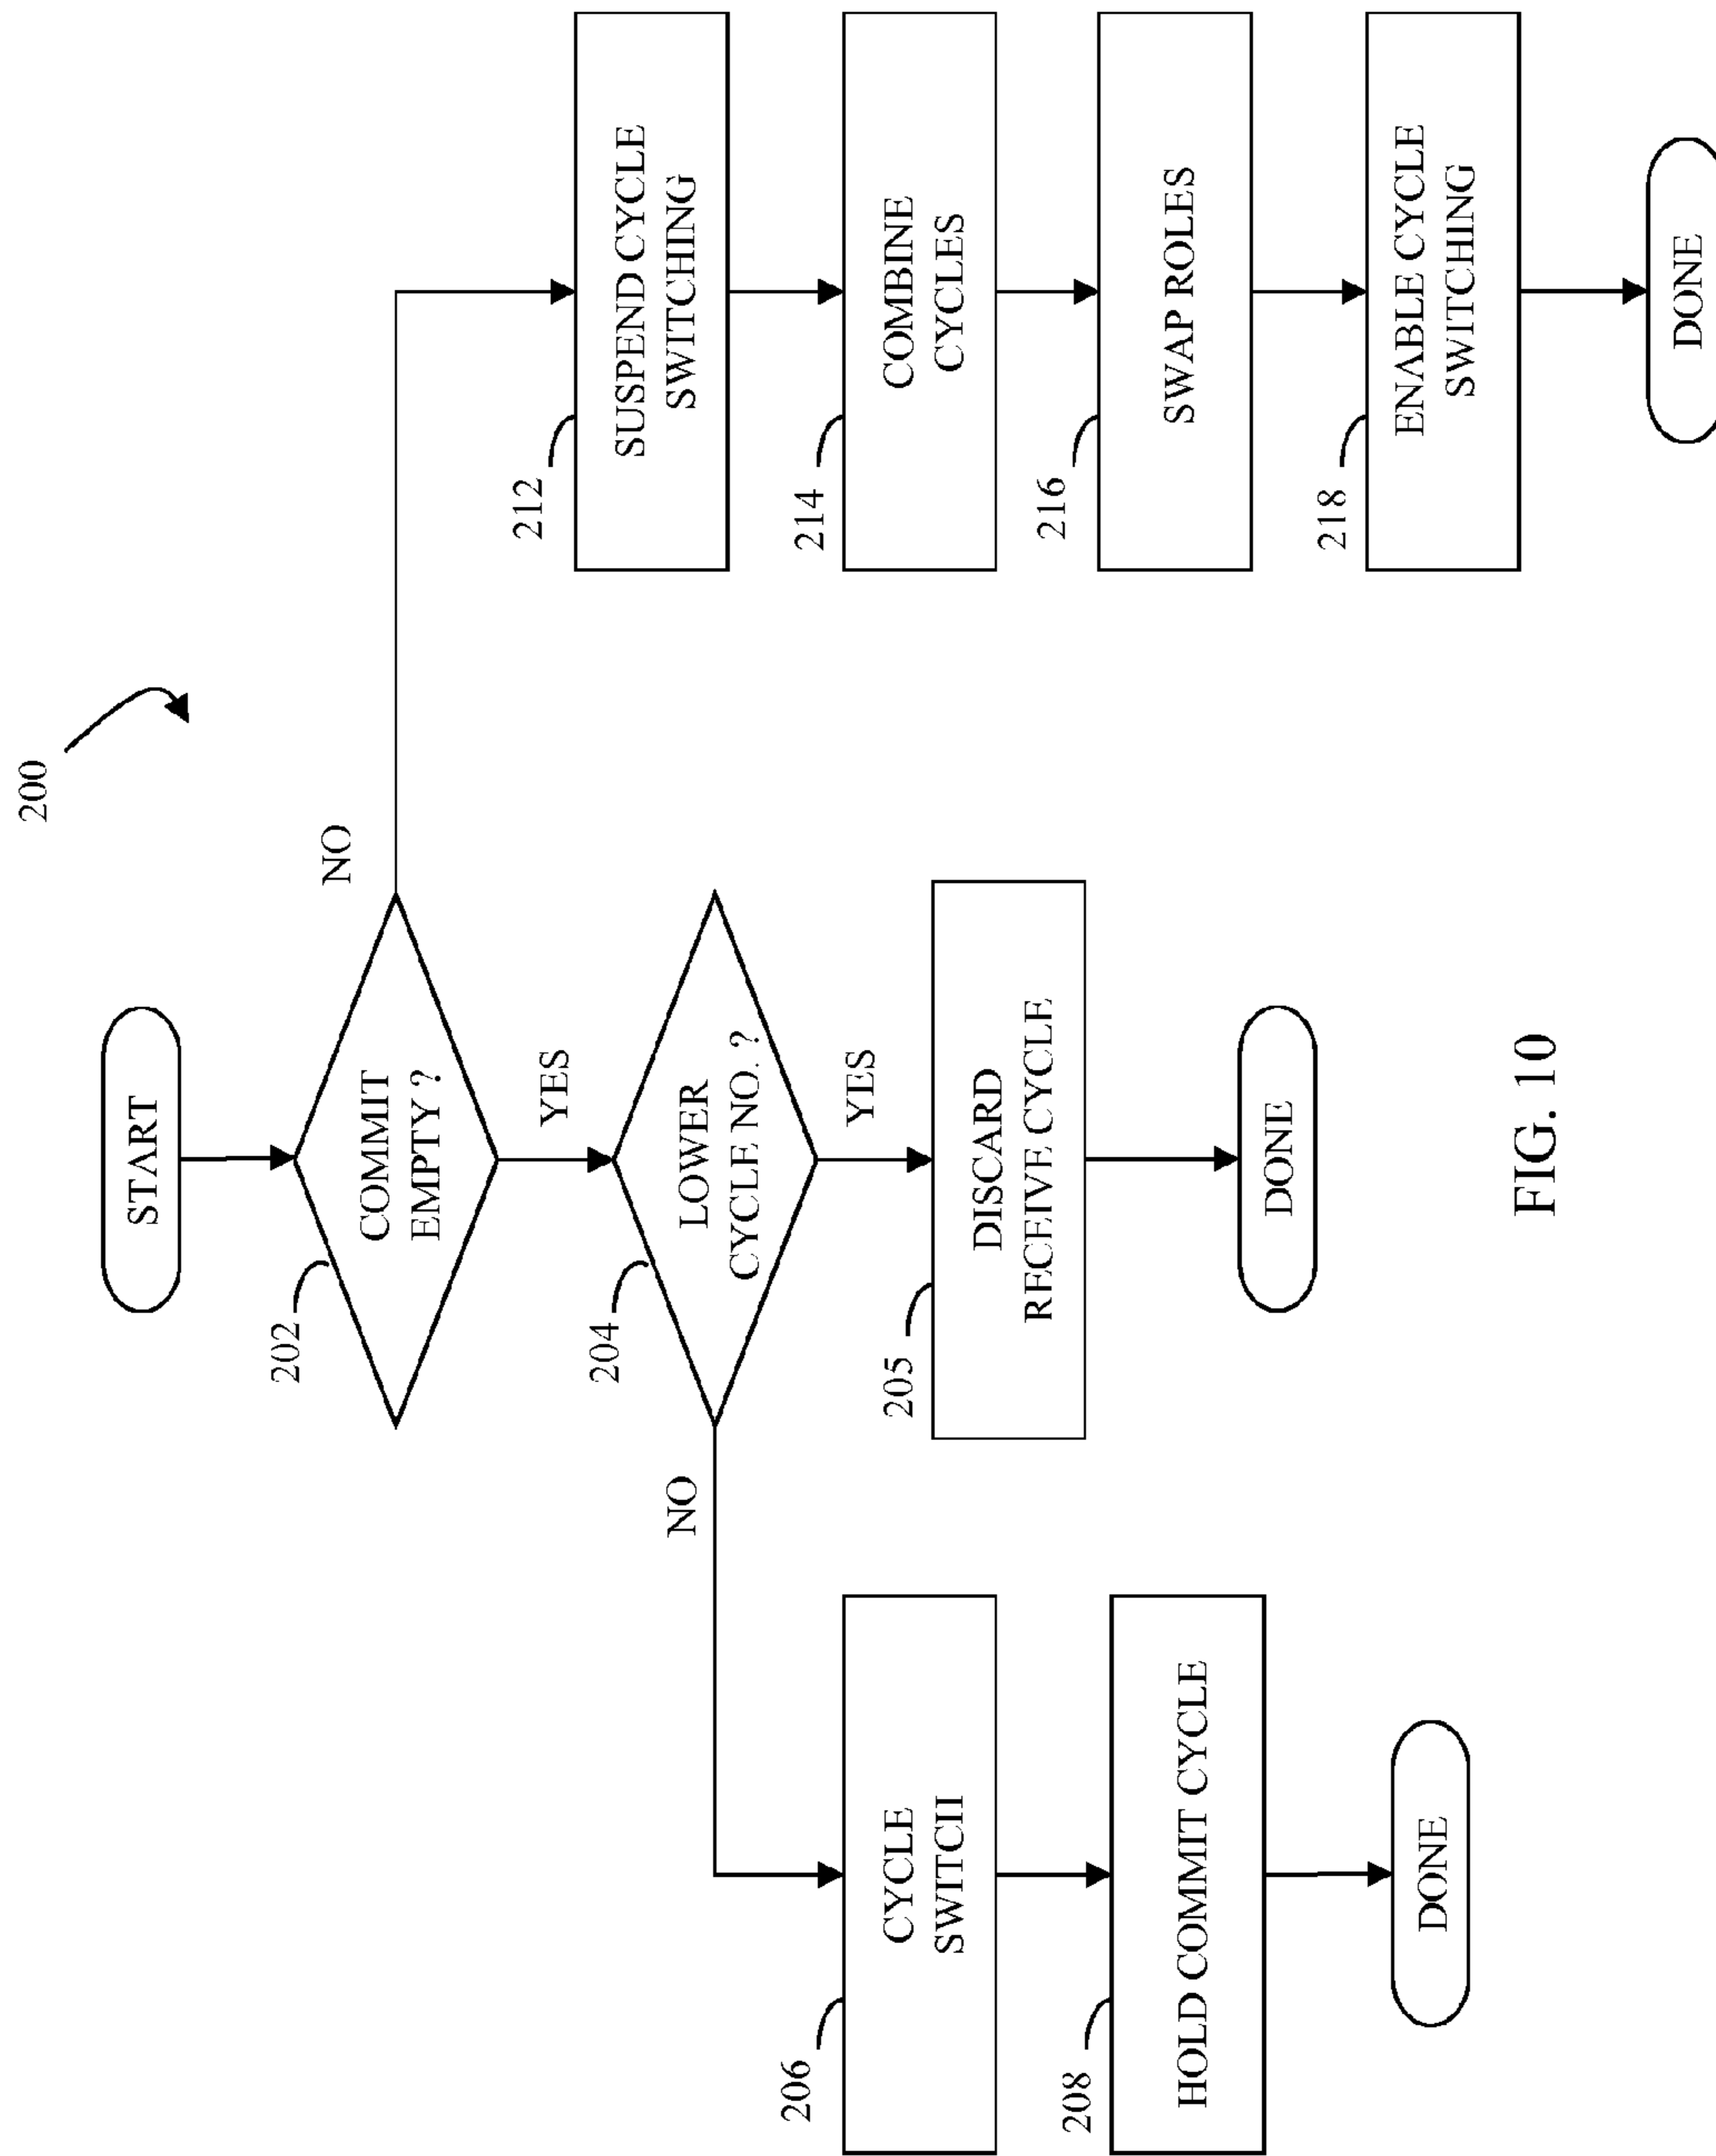 200
START
202
COMMIT
EMPTY ?
NO
YES
204
LOWER
CYCLE NO. ?
NO
YES
205
DISCARD
RECEIVE CYCLE
DONE
206
CYCLE
SWITCH
208
HOLD COMMIT CYCLE
DONE
212
SUSPEND CYCLE
SWITCHING
214
COMBINE
CYCLES
216
SWAP ROLES
218
ENABLE CYCLE
SWITCHING
DONE
FIG. 10